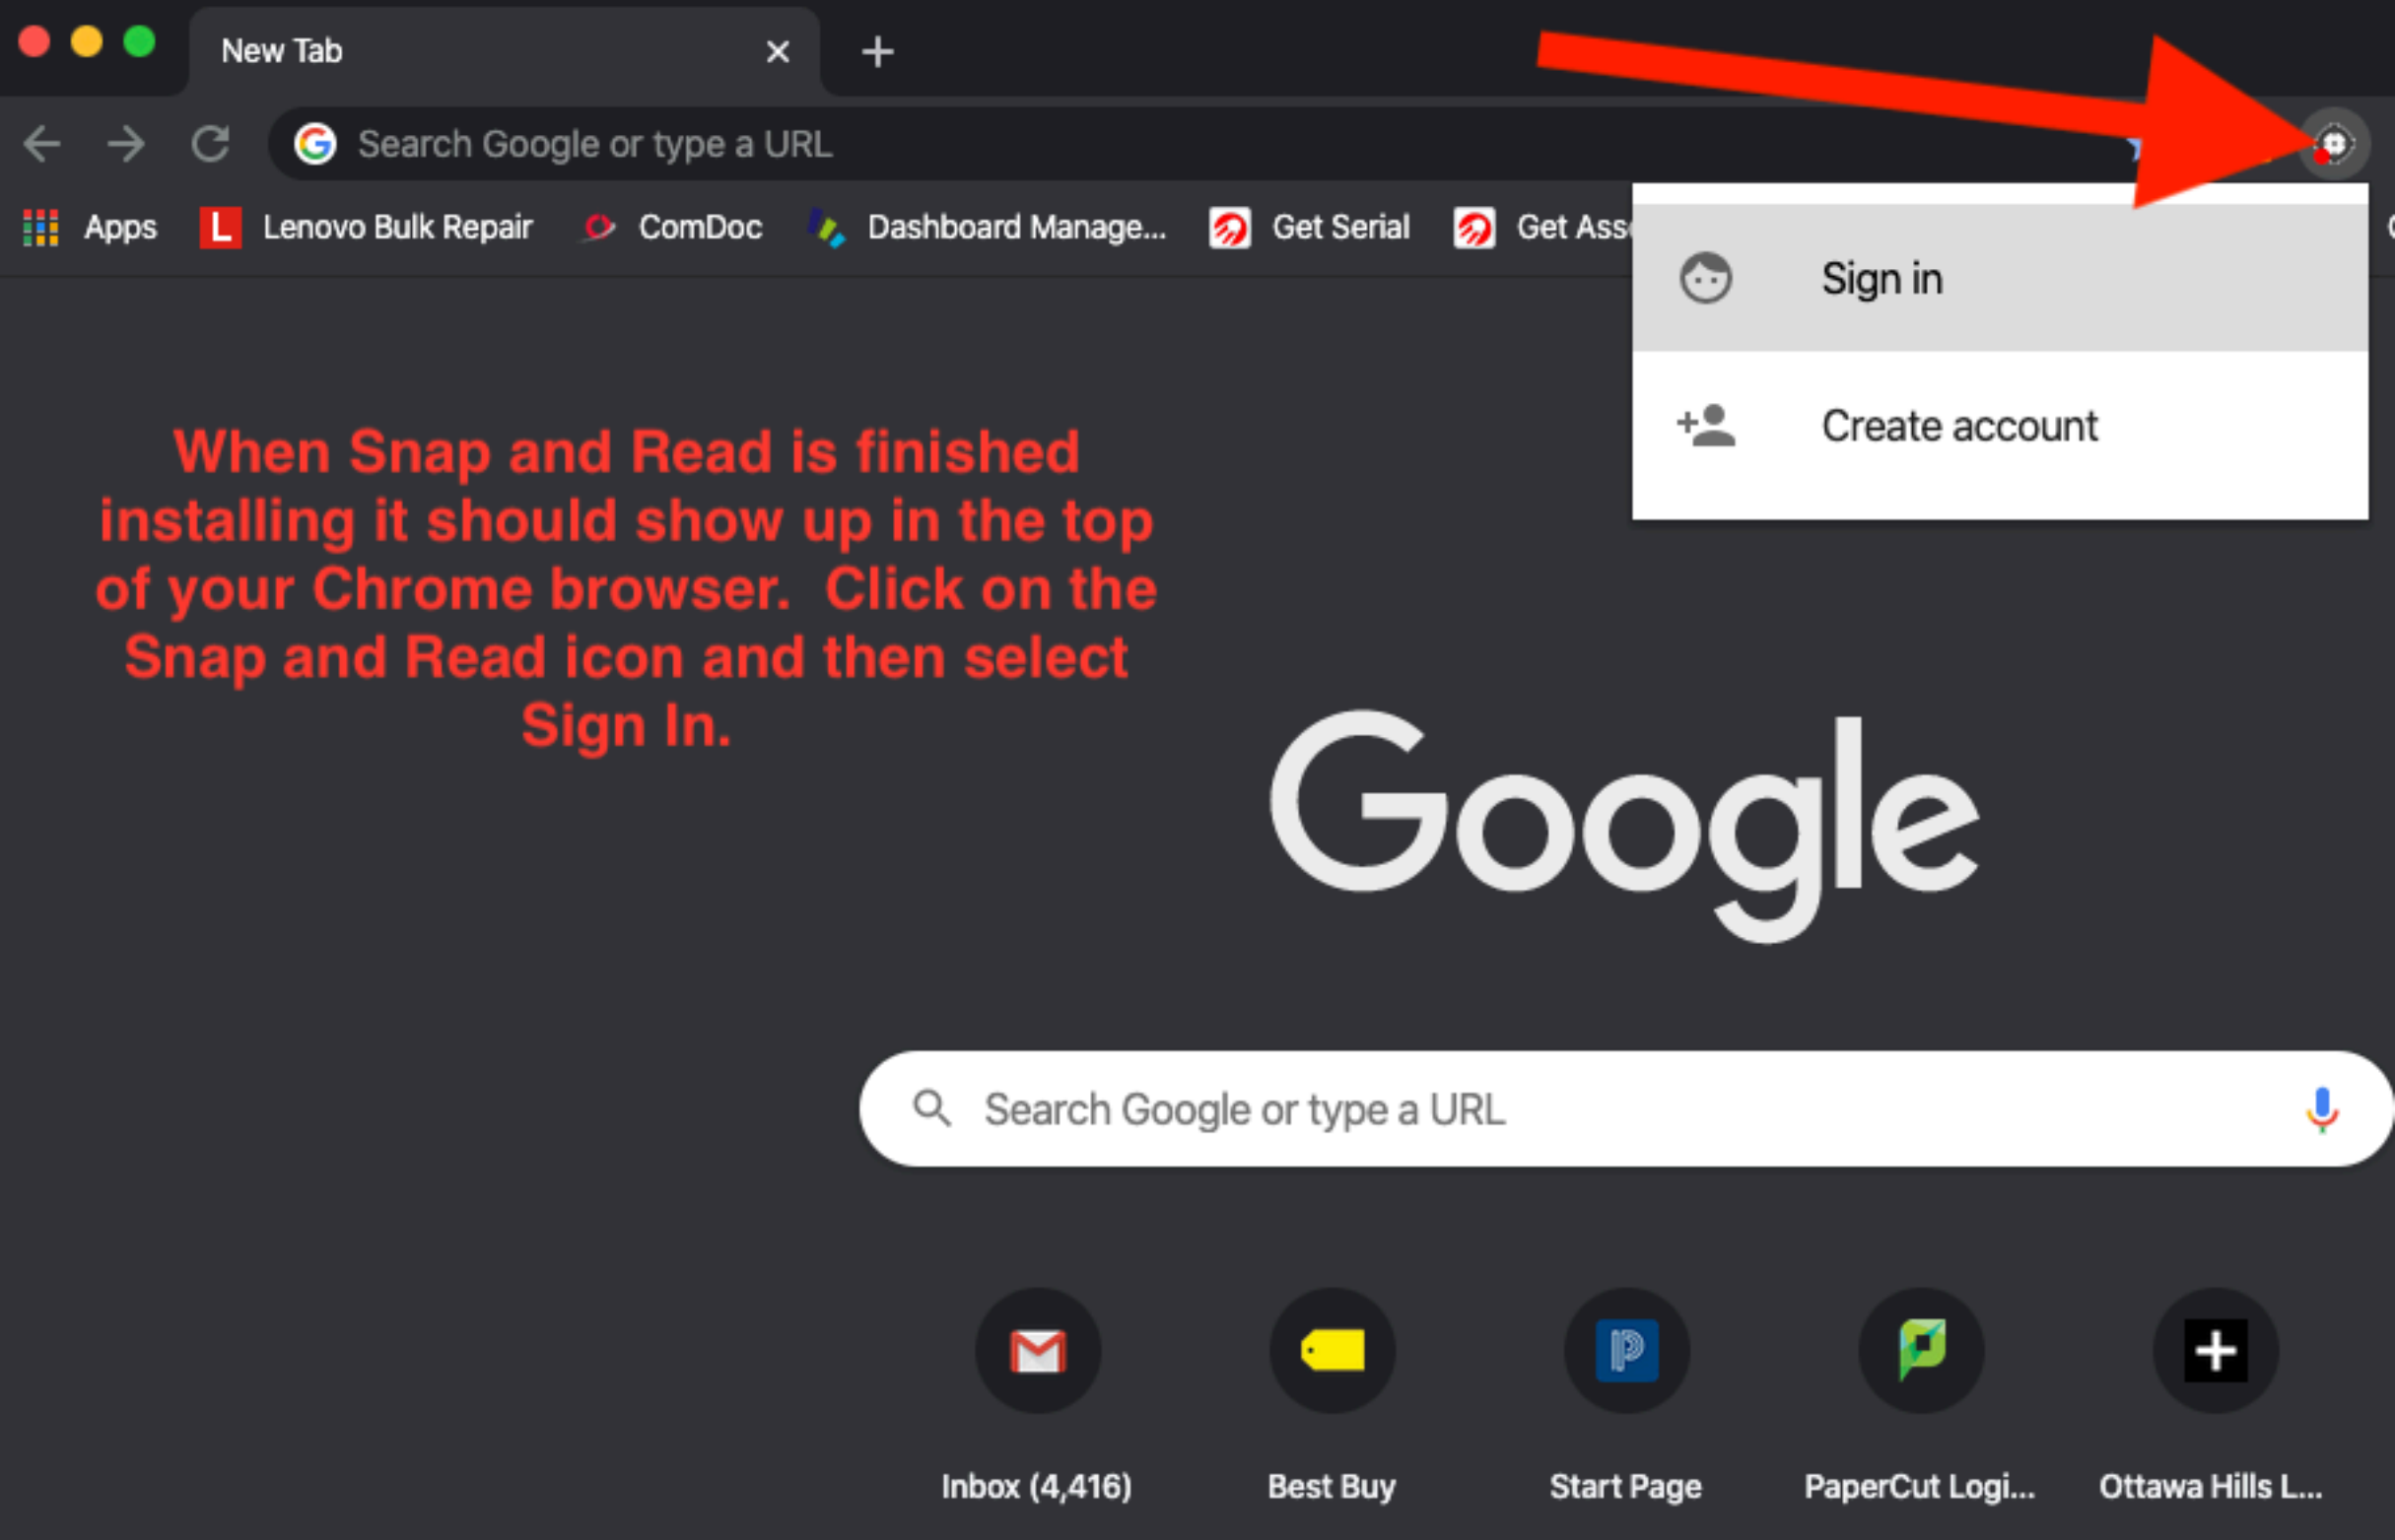 New Tab
Search Google or type a URL
Apps
L
Lenovo Bulk Repair
ComDoc
Dashboard Manage...
Get Serial
Get
Sign in
Create account
When Snap and Read is finished
installing it should show up in the top
of your Chrome browser.  Click on the
Snap and Read icon and then select
Sign In.
Google
Search Google or type a URL
Inbox (4,416)
Best Buy
Start Page
PaperCut Logi...
Ottawa Hills L...